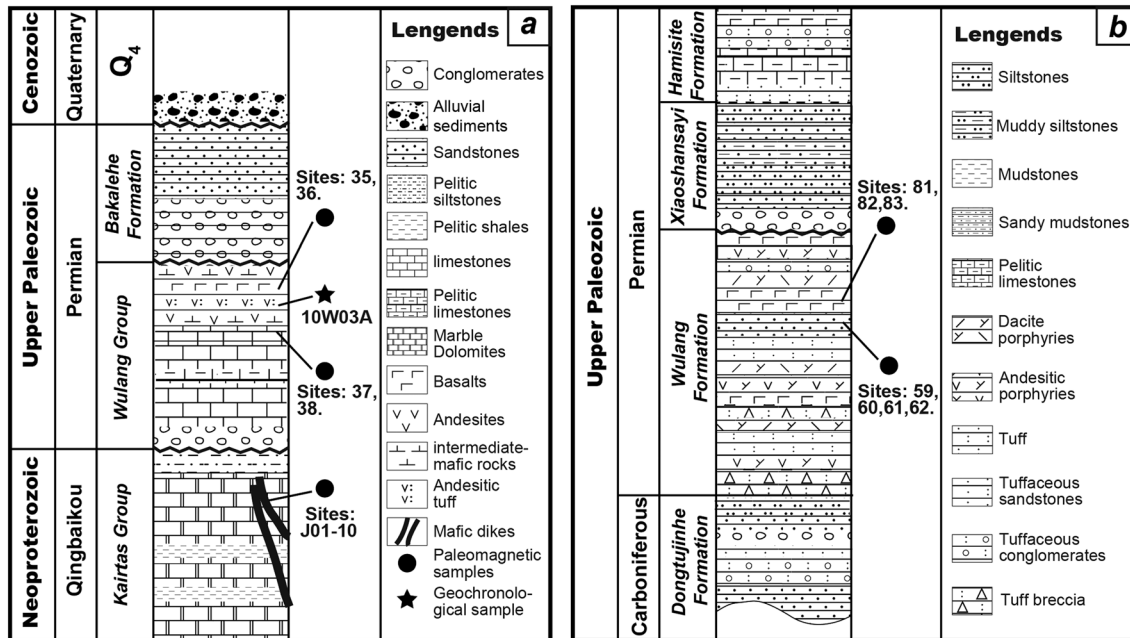 Cenozoic
Quaternary
Q4
Upper Paleozoic
Permian
Bakalehe
Formation
Wulang Group
Neoproterozoic
Qingbaikou
Kairtas Group
Sites: 35,
36.
10W03A
Sites: 37,
38.
Sites:
J01-10
Lengends
a
Conglomerates
Alluvial
sediments
Sandstones
Pelitic
siltstones
Pelitic shales
limestones
Pelitic
limestones
Marble
Dolomites
Basalts
Andesites
intermediate-
mafic rocks
Andesitic
tuff
Mafic dikes
Paleomagnetic
samples
Geochronolo-
gical sample
Upper Paleozoic
Permian
Carboniferous
Hamisite
Formation
Xiaoshansayi
Formation
Wulang
Formation
Dongtujinhe
Formation
Sites: 81,
82,83.
Sites: 59,
60,61,62.
Lengends
b
Siltstones
Muddy siltstones
Mudstones
Sandy mudstones
Pelitic
limestones
Dacite
porphyries
Andesitic
porphyries
Tuff
Tuffaceous
sandstones
Tuffaceous
conglomerates
Tuff breccia